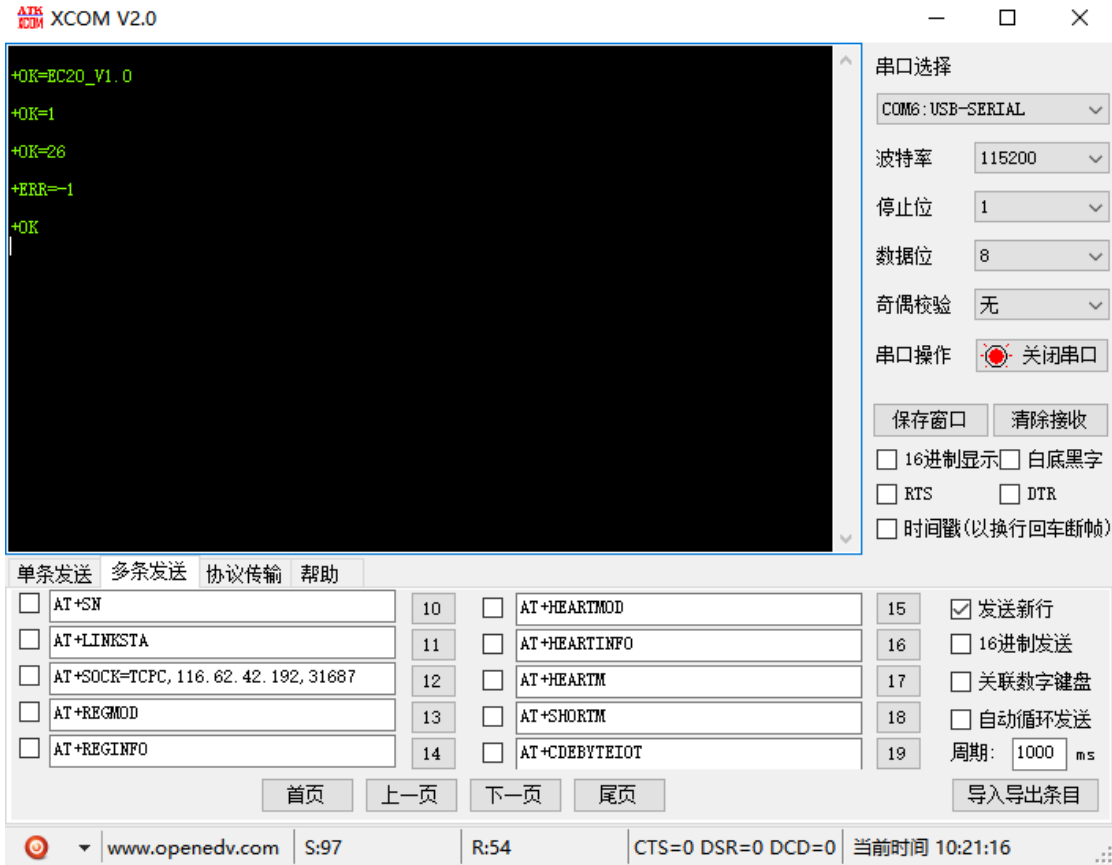 ATK XCOM XCOM V2.0
+OK=EC20_V1.0
+OK=1
+OK=26
+ERR=-1
+OK
串口选择
COM6:USB-SERIAL
波特率 115200
停止位 1
数据位 8
奇偶校验 无
串口操作 关闭串口
保存窗口 清除接收
16进制显示 白底黑字
RTS DTR
时间戳(以换行回车断帧)
单条发送 多条发送 协议传输 帮助
AT+SN 10 AT+HEARTMOD 15 发送新行
AT+LINKSTA 11 AT+HEARTINFO 16 16进制发送
AT+SOCK=TCPC,116.62.42.192,31687 12 AT+HEARTM 17 关联数字键盘
AT+REGMOD 13 AT+SHORTM 18 自动循环发送
AT+REGINFO 14 AT+CDEBYTEIOT 19 周期: 1000 ms
首页 上一页 下一页 尾页 导入导出条目
www.openedv.com S:97 R:54 CTS=0 DSR=0 DCD=0 当前时间 10:21:16